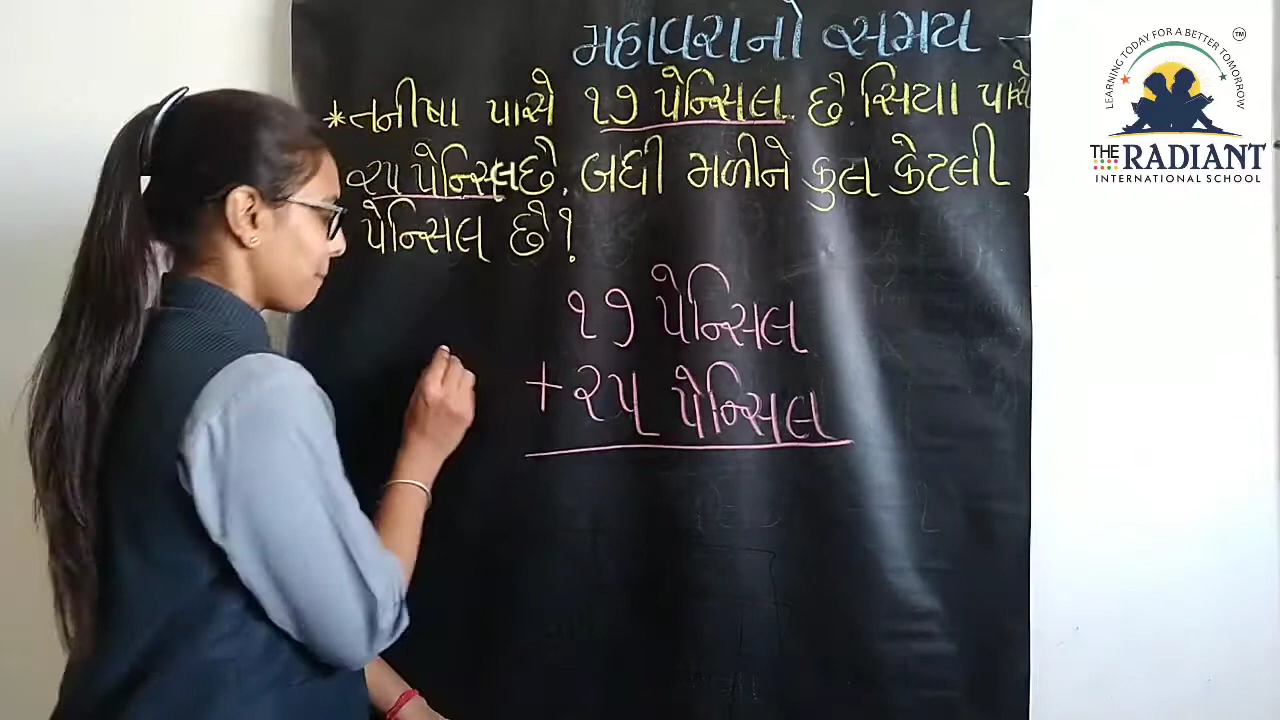 મહાવરાનો સમય -
*તનીષા પાસે ૧૭ પેન્સિલ છે. સિયા પાસે
૨૫ પેન્સિલ છે. બધી મળીને કુલ કેટલી
પેન્સિલ છે?
૧૭ પેન્સિલ
+ ૨૫ પેન્સિલ
LEARNING TODAY FOR A BETTER TOMORROW
TM
THE RADIANT
INTERNATIONAL SCHOOL